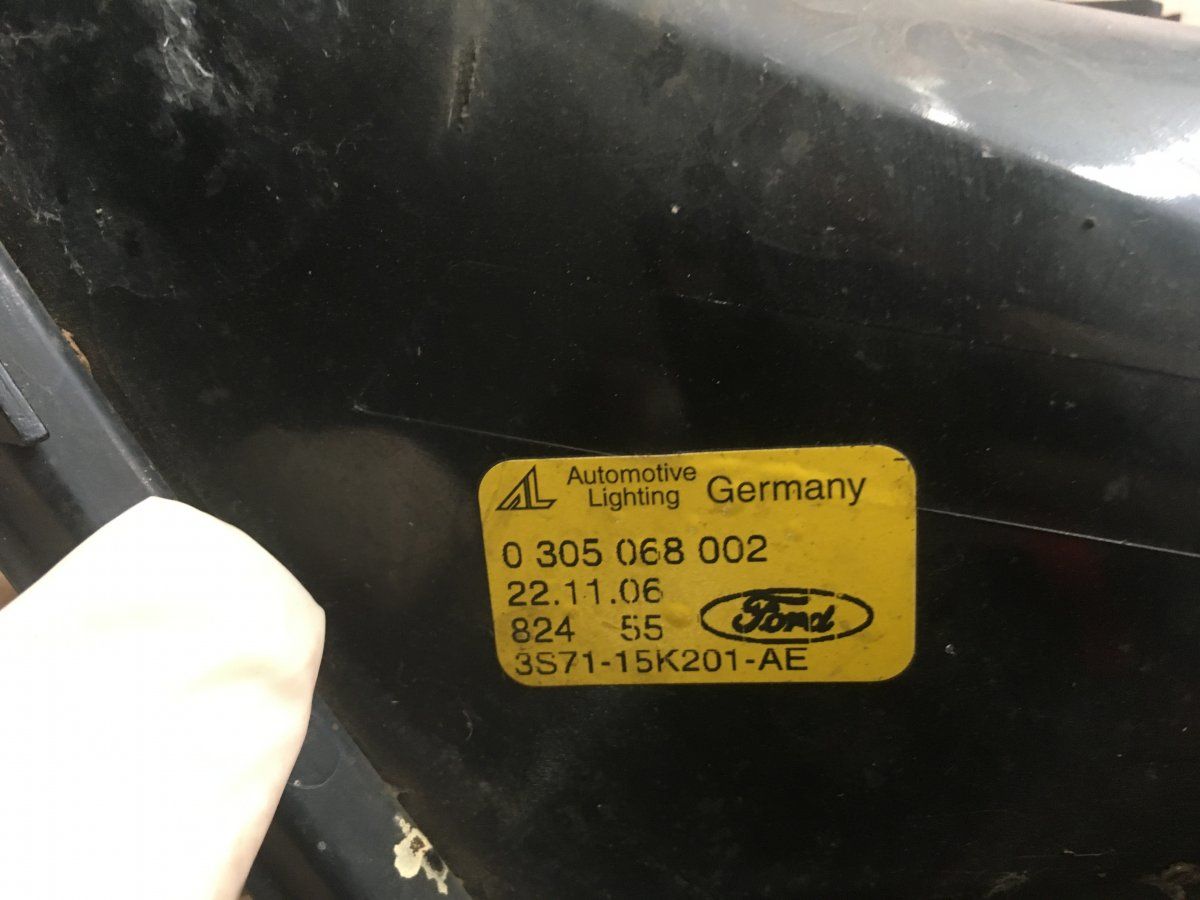 AL Automotive Lighting Germany
0 305 068 002
22.11.06
824 55 Ford
3S71-15K201-AE